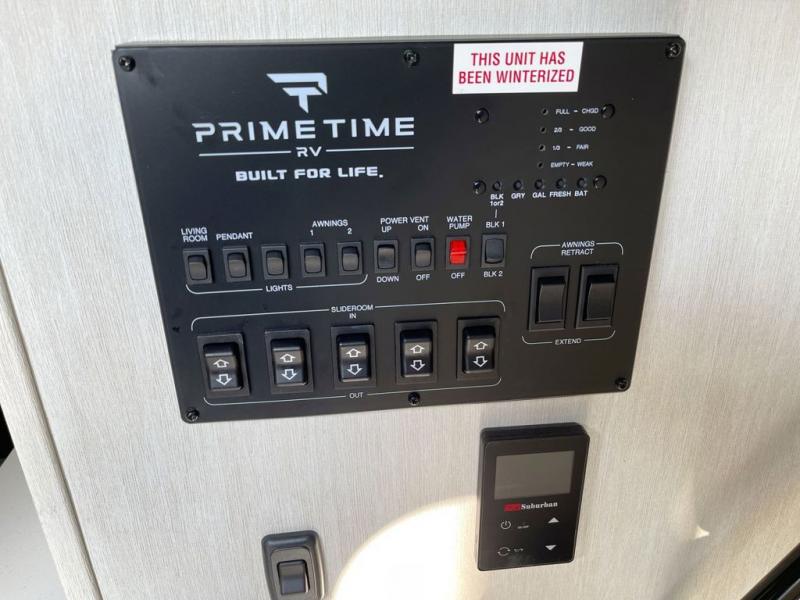 THIS UNIT HAS
BEEN WINTERIZED
PRIME TIME
RV
BUILT FOR LIFE.
FULL - CHGD
2/3 - GOOD
1/3 - FAIR
EMPTY - WEAK
BLK GRY GAL FRESH BAT
1or2
LIVING
ROOM
PENDANT
AWNINGS
1 2
POWER VENT
UP ON
WATER
PUMP
BLK 1
DOWN
OFF
OFF
BLK 2
LIGHTS
AWNINGS
RETRACT
EXTEND
SLIDEROOM
IN
OUT
Suburban